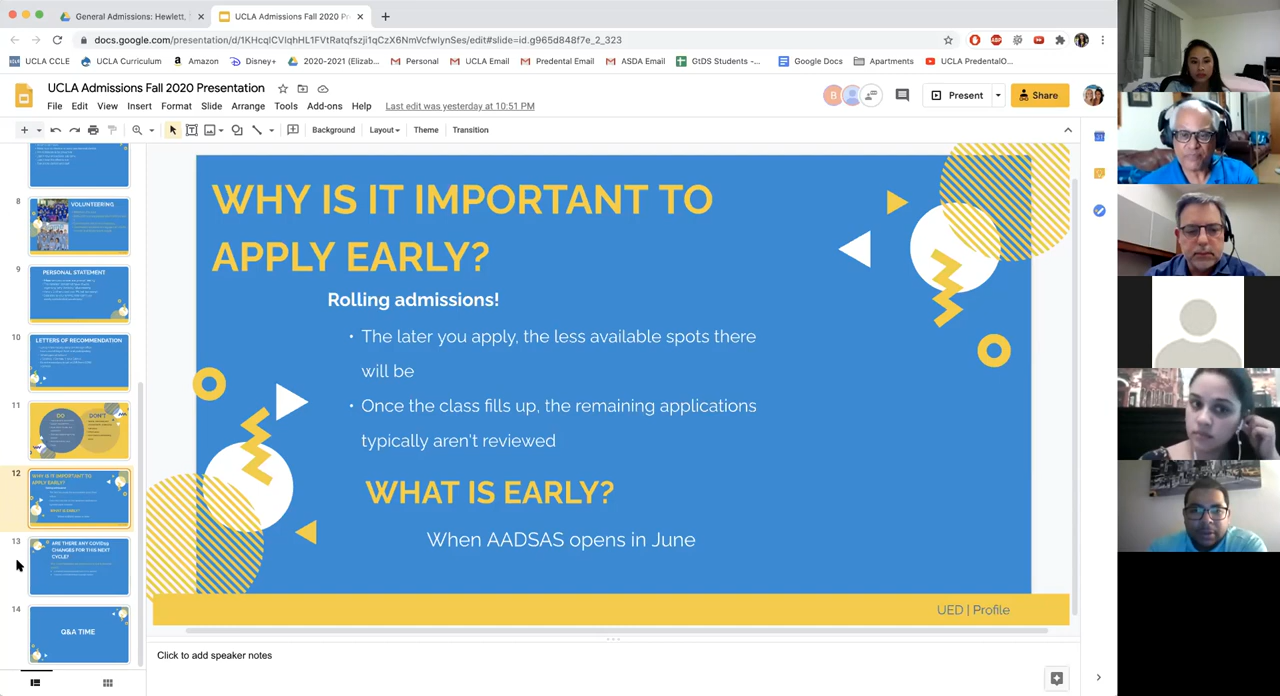 General Admissions: Hewlett,
UCLA Admissions Fall 2020 Pr
docs.google.com/presentation/d/1KHcqlCVlqhHL1FVtRatqfszji1qCzX6NmVcfwIynSes/edit#slide=id.g965d848f7e_2_323
UCLA CCLE
UCLA Curriculum
Amazon
Disney+
2020-2021 (Elizab...
Personal
UCLA Email
Predental Email
ASDA Email
GtDS Students -...
Google Docs
Apartments
UCLA PredentalO...
UCLA Admissions Fall 2020 Presentation
File Edit View Insert Format Slide Arrange Tools Add-ons Help Last edit was yesterday at 10:51 PM
B
Present
Share
Background Layout Theme Transition
8
VOLUNTEERING
9
PERSONAL STATEMENT
10
LETTERS OF RECOMMENDATION
11
DO DON'T
12
WHY IS IT IMPORTANT TO
APPLY EARLY?
WHAT IS EARLY?
13
ARE THERE ANY COVID19
CHANGES FOR THIS NEXT
CYCLE?
14
Q&A TIME
WHY IS IT IMPORTANT TO
APPLY EARLY?
Rolling admissions!
• The later you apply, the less available spots there
will be
• Once the class fills up, the remaining applications
typically aren't reviewed
WHAT IS EARLY?
When AADSAS opens in June
UED | Profile
Click to add speaker notes